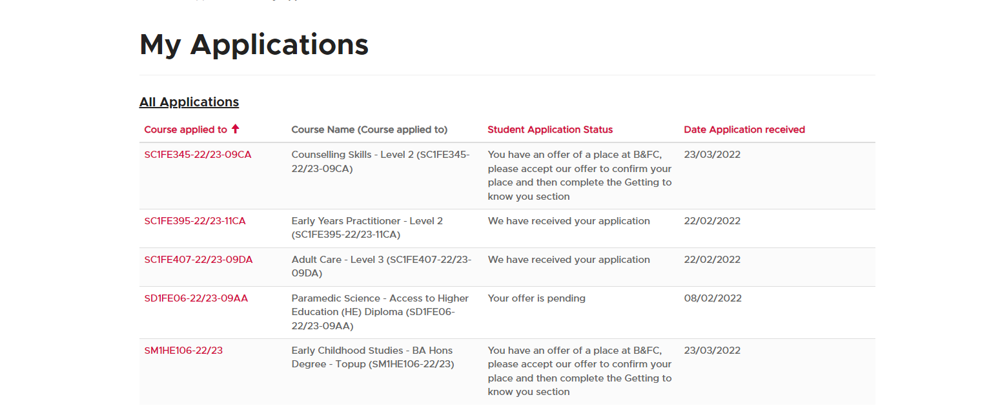 My Applications
All Applications
Course applied to Course Name (Course applied to) Student Application Status Date Application received
SC1FE345-22/23-09CA Counselling Skills - Level 2 (SC1FE345- You have an offer of a place at B&FC, 23/03/2022
22/23-09CA) please accept our offer to confirm your
place and then complete the Getting to
know you section
SC1FE395-22/23-11CA Early Years Practitioner - Level 2 We have received your application 22/02/2022
(SC1FE395-22/23-11CA)
SC1FE407-22/23-09DA Adult Care - Level 3 (SC1FE407-22/23- We have received your application 22/02/2022
09DA)
SD1FE06-22/23-09AA Paramedic Science - Access to Higher Your offer is pending 08/02/2022
Education (HE) Diploma (SD1FE06-
22/23-09AA)
SM1HE106-22/23 Early Childhood Studies - BA Hons You have an offer of a place at B&FC, 23/03/2022
Degree - Topup (SM1HE106-22/23) please accept our offer to confirm your
place and then complete the Getting to
know you section